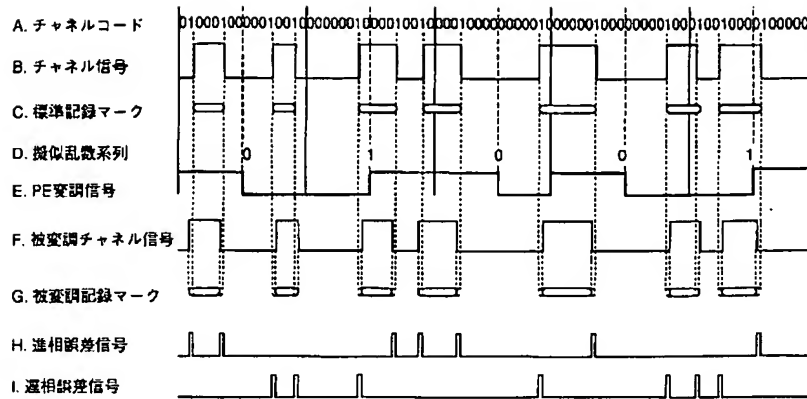 A. チャネルコード
B. チャネル信号
C. 標準記録マーク
D. 擬似乱数系列 0 1 0 0 1
E. PE変調信号
F. 被変調チャネル信号
G. 被変調記録マーク
H. 進相誤差信号
I. 遅相誤差信号